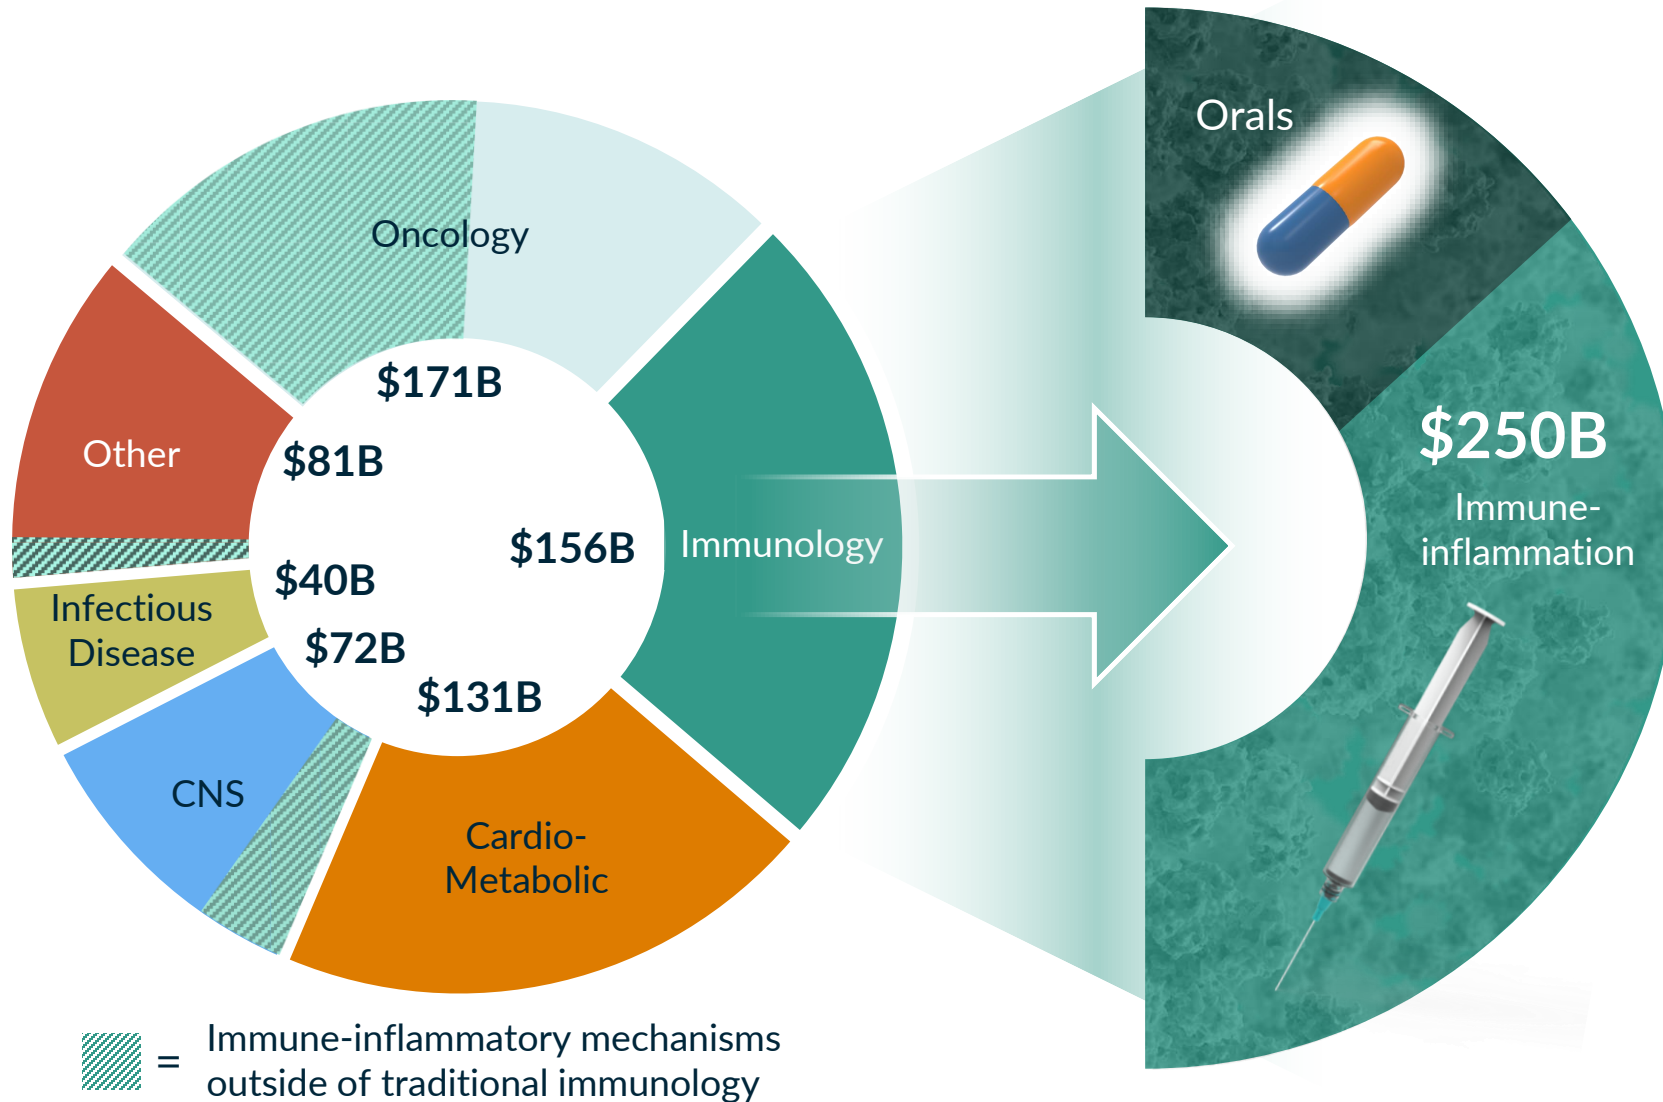 Oncology
$171B
Other
$81B
Immunology
$156B
Infectious
Disease
$40B
CNS
$72B
Cardio-
Metabolic
$131B
Orals
$250B
Immune-
inflammation
= Immune-inflammatory mechanisms
outside of traditional immunology